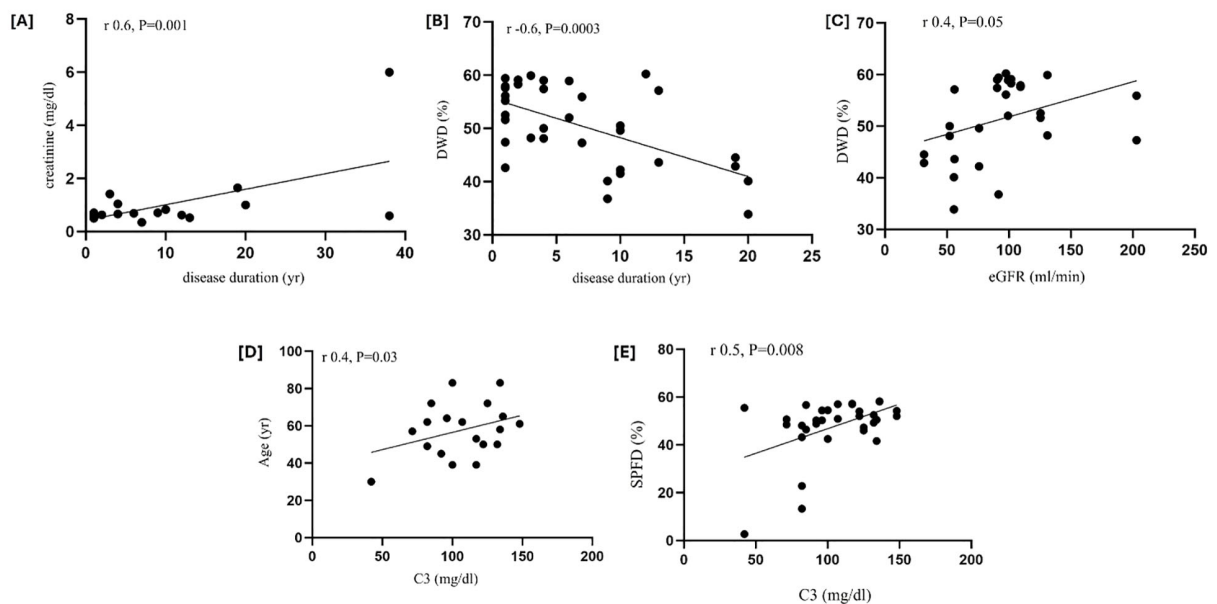 [A]
r 0.6, P=0.001
8
6
4
2
0
creatinine (mg/dl)
0 10 20 30 40
disease duration (yr)
[B]
r -0.6, P=0.0003
70
60
50
40
30
DWD (%)
0 5 10 15 20 25
disease duration (yr)
[C]
r 0.4, P=0.05
70
60
50
40
30
DWD (%)
0 50 100 150 200 250
eGFR (ml/min)
[D]
r 0.4, P=0.03
100
80
60
40
20
0
Age (yr)
0 50 100 150 200
C3 (mg/dl)
[E]
r 0.5, P=0.008
80
60
40
20
0
SPFD (%)
0 50 100 150 200
C3 (mg/dl)